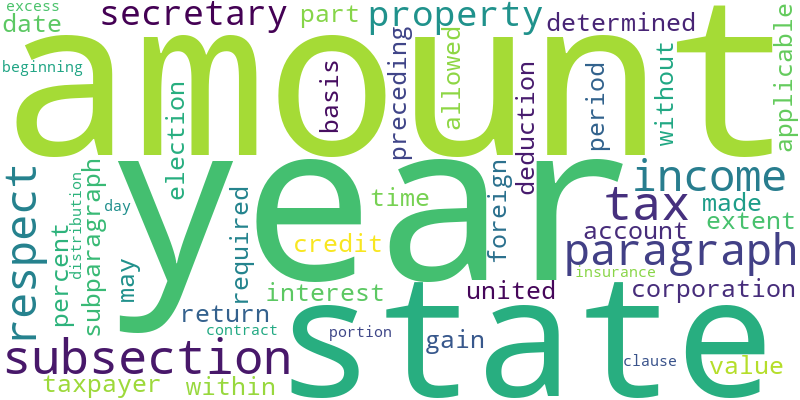 excess
date
secretary
part
property
determined
applicable
amount
beginning
election
basis
preceding
allowed
deduction
period
without
year
respect
percent
distribution
subparagraph
day
may
required
time
foreign
income
tax
made
extent
credit
account
paragraph
insurance
interest
united
corporation
return
contract
portion
gain
state
subsection
clause
value
taxpayer
within